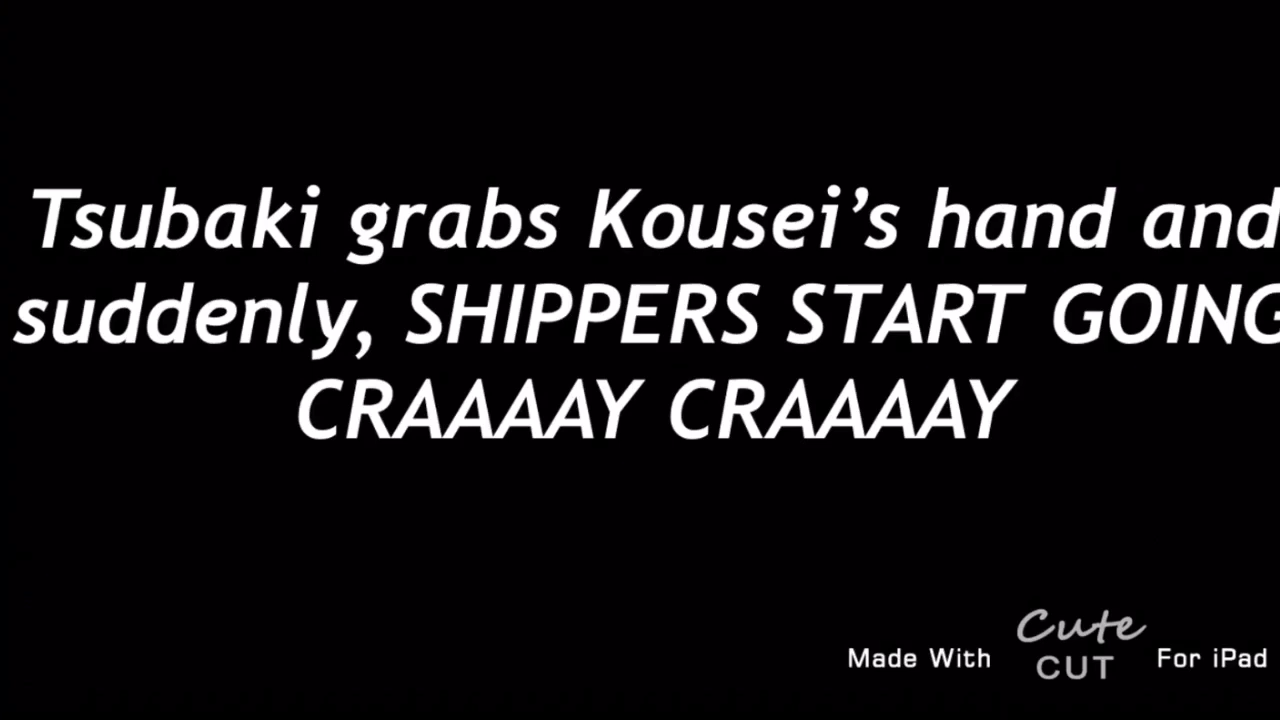 Tsubaki grabs Kousei’s hand and
suddenly, SHIPPERS START GOING
CRAAAAY CRAAAAY
Made With Cute CUT For iPad